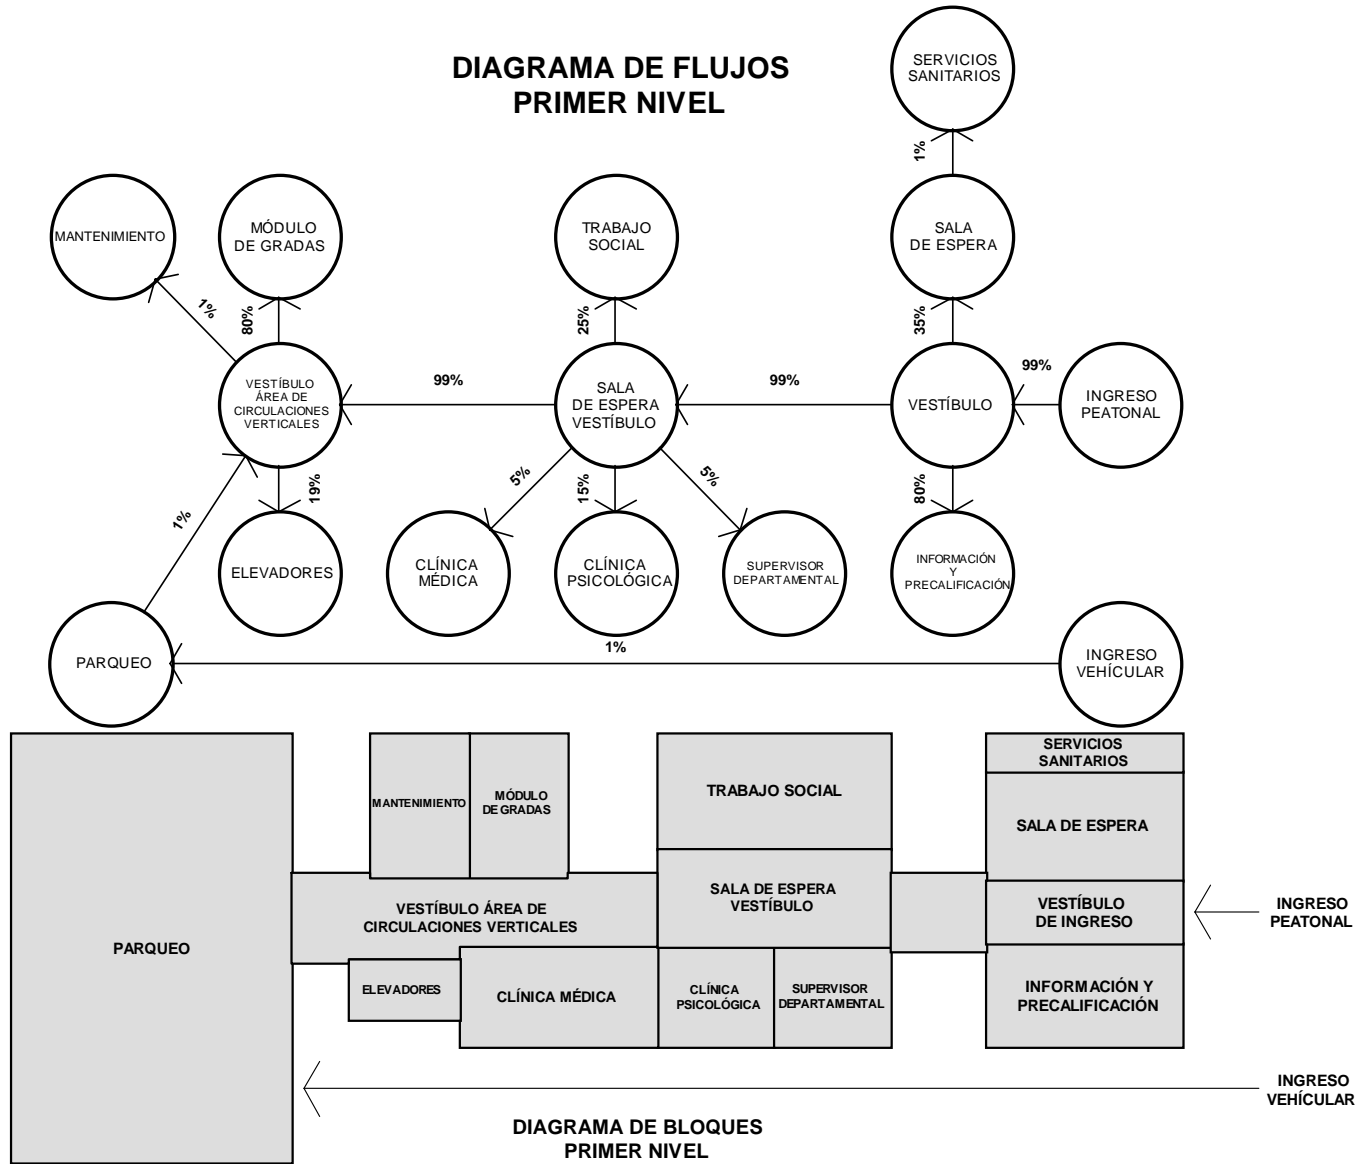 DIAGRAMA DE FLUJOS
PRIMER NIVEL
SERVICIOS
SANITARIOS
1%
MANTENIMIENTO
MÓDULO
DE GRADAS
TRABAJO
SOCIAL
SALA
DE ESPERA
1%
80%
25%
35%
VESTÍBULO
ÁREA DE
CIRCULACIONES
VERTICALES
99%
SALA
DE ESPERA
VESTÍBULO
99%
VESTÍBULO
99%
INGRESO
PEATONAL
1%
19%
5%
15%
5%
80%
ELEVADORES
CLÍNICA
MÉDICA
CLÍNICA
PSICOLÓGICA
SUPERVISOR
DEPARTAMENTAL
INFORMACIÓN
Y
PRECALIFICACIÓN
PARQUEO
1%
INGRESO
VEHÍCULAR
PARQUEO
MANTENIMIENTO
MÓDULO
DE GRADAS
TRABAJO SOCIAL
SERVICIOS
SANITARIOS
SALA DE ESPERA
VESTÍBULO ÁREA DE
CIRCULACIONES VERTICALES
SALA DE ESPERA
VESTÍBULO
VESTÍBULO
DE INGRESO
INGRESO
PEATONAL
ELEVADORES
CLÍNICA MÉDICA
CLÍNICA
PSICOLÓGICA
SUPERVISOR
DEPARTAMENTAL
INFORMACIÓN Y
PRECALIFICACIÓN
INGRESO
VEHÍCULAR
DIAGRAMA DE BLOQUES
PRIMER NIVEL